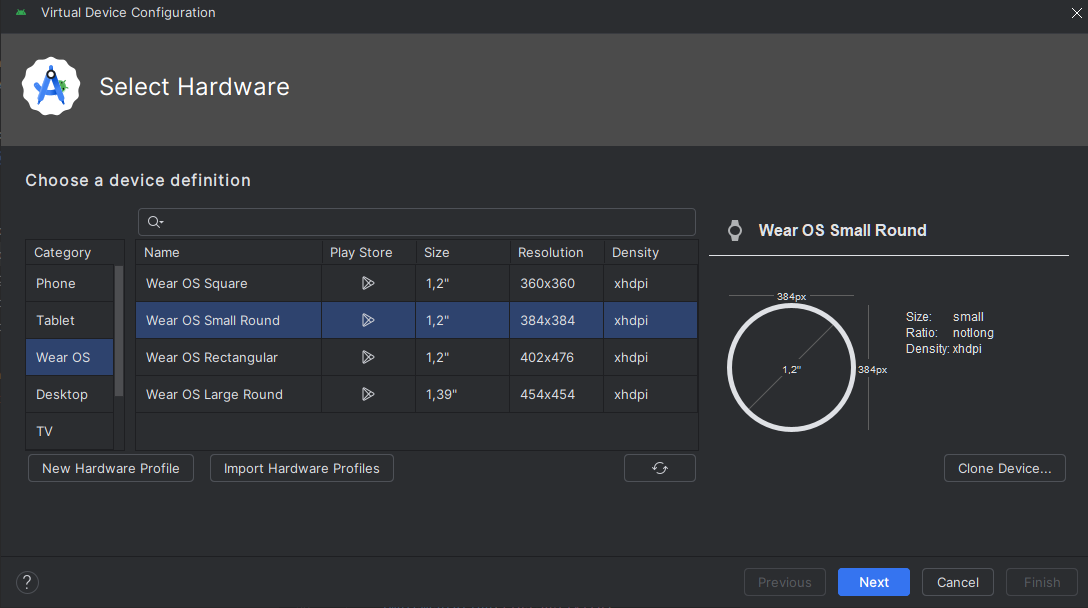 Virtual Device Configuration
Select Hardware
Choose a device definition
Category
Phone
Tablet
Wear OS
Desktop
TV
Name Play Store Size Resolution Density
Wear OS Square 1,2" 360x360 xhdpi
Wear OS Small Round 1,2" 384x384 xhdpi
Wear OS Rectangular 1,2" 402x476 xhdpi
Wear OS Large Round 1,39" 454x454 xhdpi
New Hardware Profile Import Hardware Profiles
Wear OS Small Round
384px
1,2"
384px
Size: small
Ratio: notlong
Density: xhdpi
Clone Device...
? Previous Next Cancel Finish